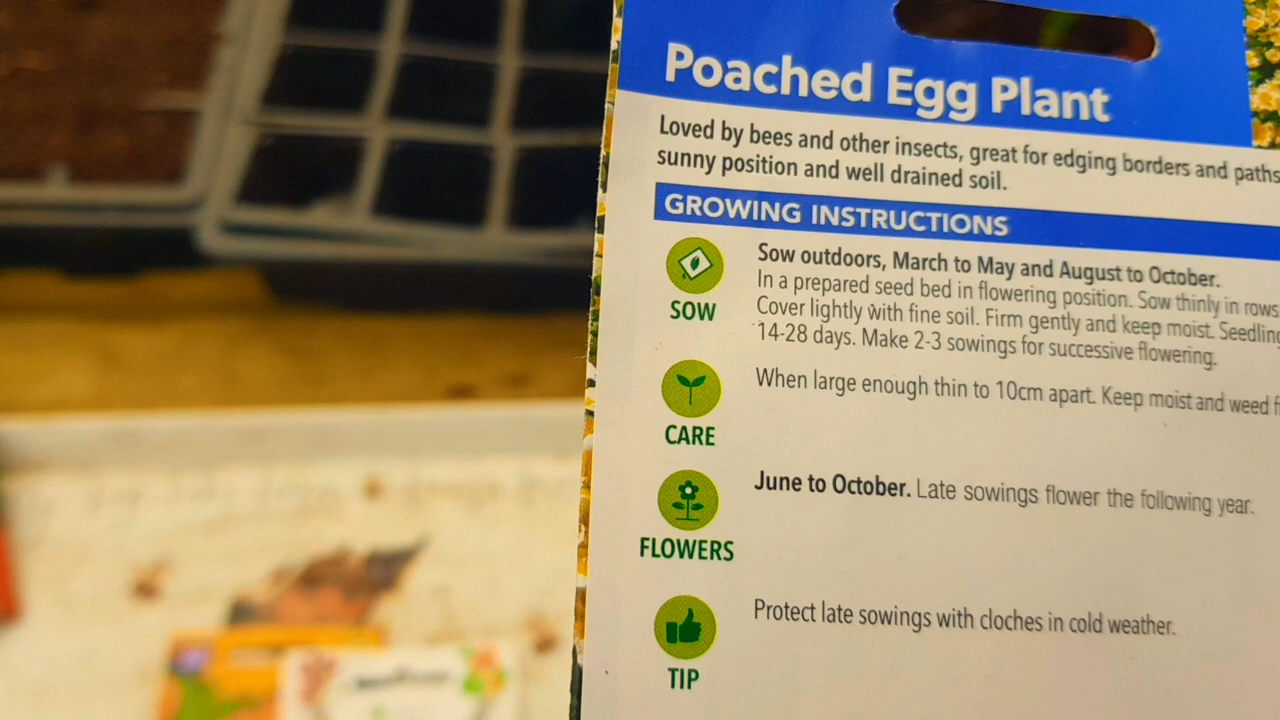 Poached Egg Plant
Loved by bees and other insects, great for edging borders and paths
sunny position and well drained soil.
GROWING INSTRUCTIONS
SOW
Sow outdoors, March to May and August to October.
In a prepared seed bed in flowering position. Sow thinly in rows
Cover lightly with fine soil. Firm gently and keep moist. Seedling
14-28 days. Make 2-3 sowings for successive flowering.
CARE
When large enough thin to 10cm apart. Keep moist and weed f
FLOWERS
June to October. Late sowings flower the following year.
TIP
Protect late sowings with cloches in cold weather.